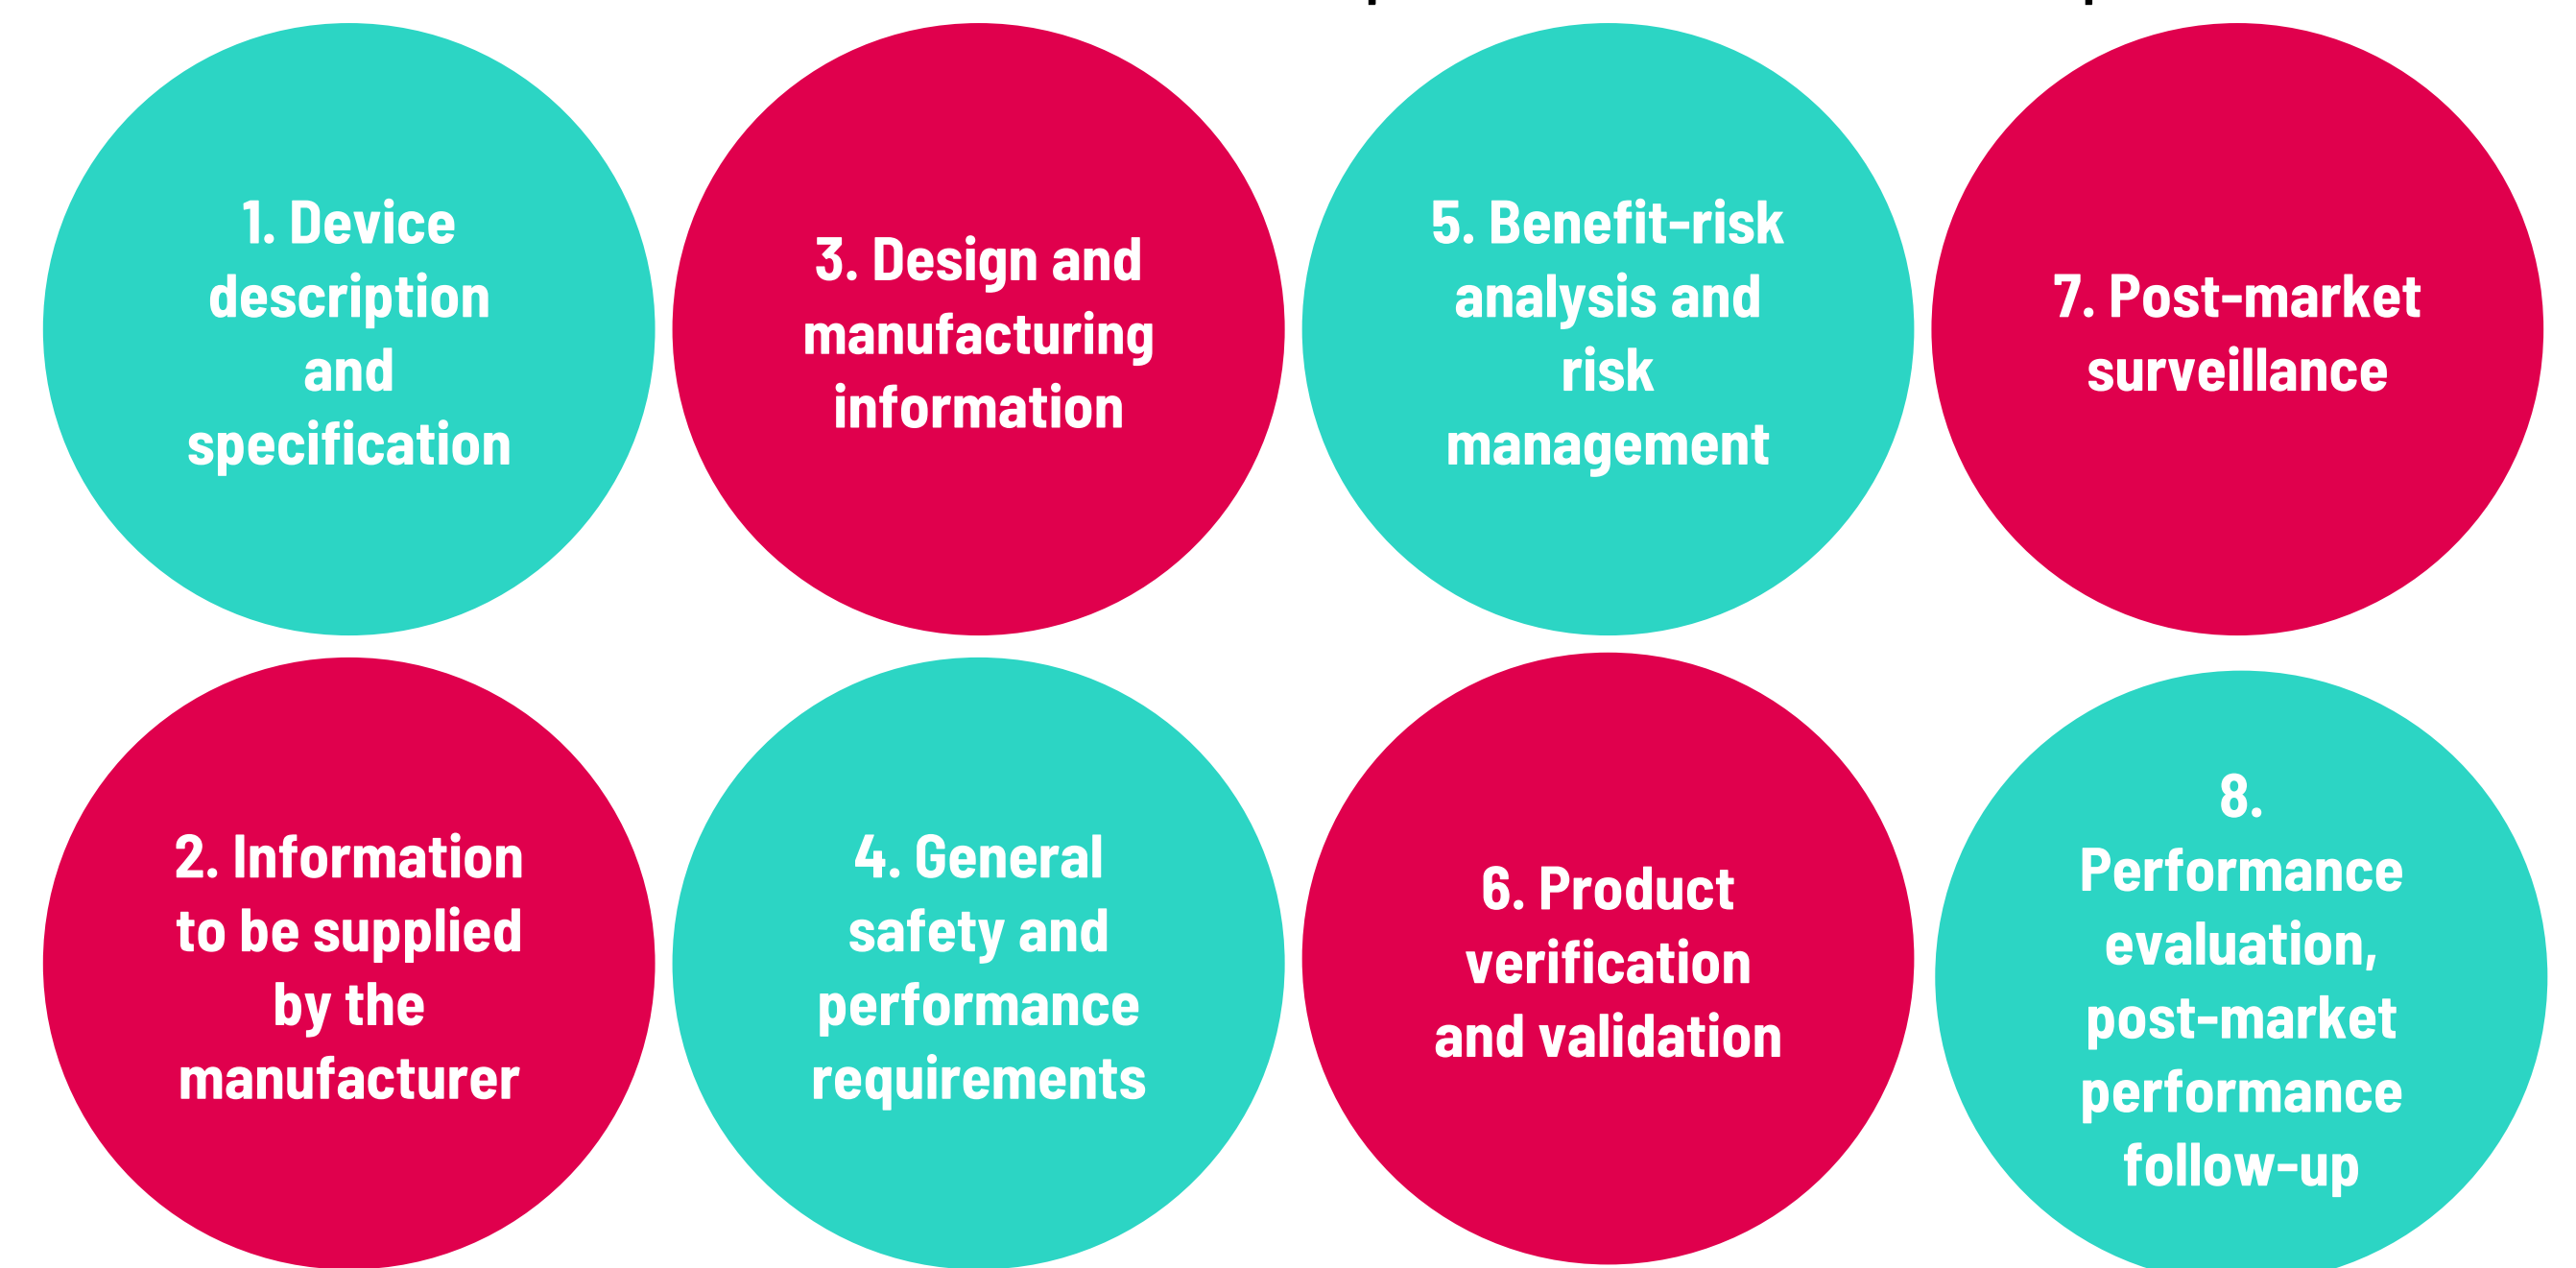 1. Device
description
and
specification
2. Information
to be supplied
by the
manufacturer
3. Design and
manufacturing
information
4. General
safety and
performance
requirements
5. Benefit-risk
analysis and
risk
management
6. Product
verification
and validation
7. Post-market
surveillance
8.
Performance
evaluation,
post-market
performance
follow-up